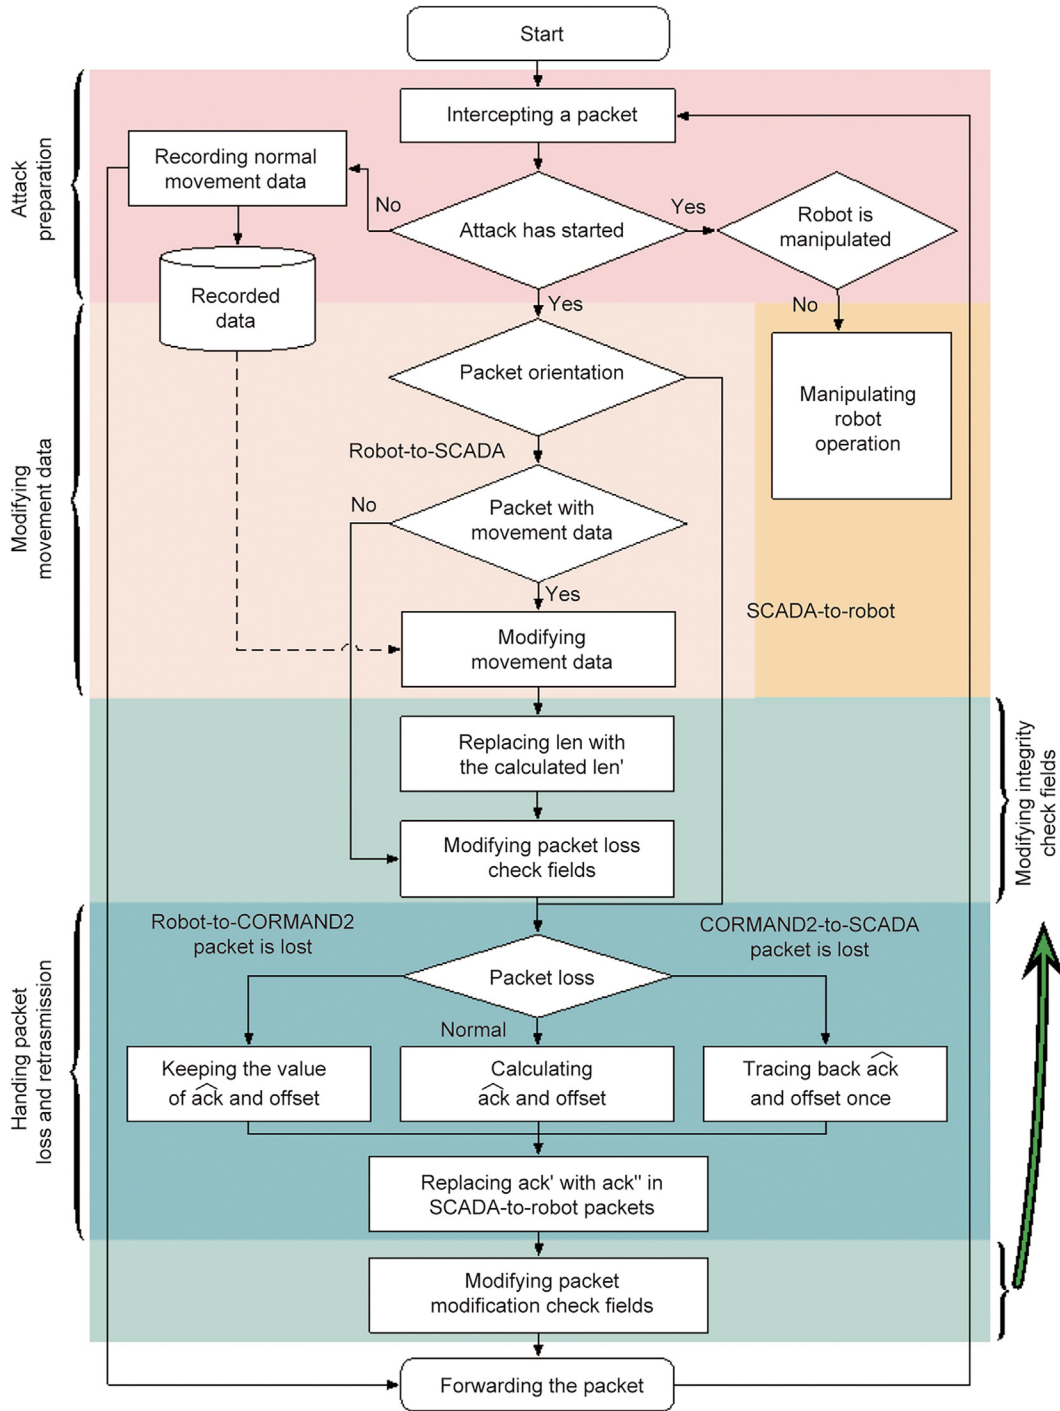 Start
Attack
preparation
Intercepting a packet
Recording normal
movement data
No
Attack has started
Yes
Robot is
manipulated
Recorded
data
Yes
No
Modifying
movement data
Packet orientation
Manipulating
robot
operation
Robot-to-SCADA
No
Packet with
movement data
Yes
SCADA-to-robot
Modifying
movement data
Replacing len with
the calculated len'
Modifying integrity
check fields
Modifying packet loss
check fields
Handing packet
loss and retrasmission
Robot-to-CORMAND2
packet is lost
CORMAND2-to-SCADA
packet is lost
Packet loss
Normal
Keeping the value
of a͡ck and offset
Calculating
a͡ck and offset
Tracing back a͡ck
and offset once
Replacing ack' with ack'' in
SCADA-to-robot packets
Modifying packet
modification check fields
Forwarding the packet